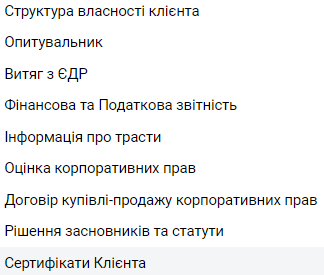 Структура власності клієнта
Опитувальник
Витяг з ЄДР
Фінансова та Податкова звітність
Інформація про трасти
Оцінка корпоративних прав
Договір купівлі-продажу корпоративних прав
Рішення засновників та статути
Сертифікати Клієнта